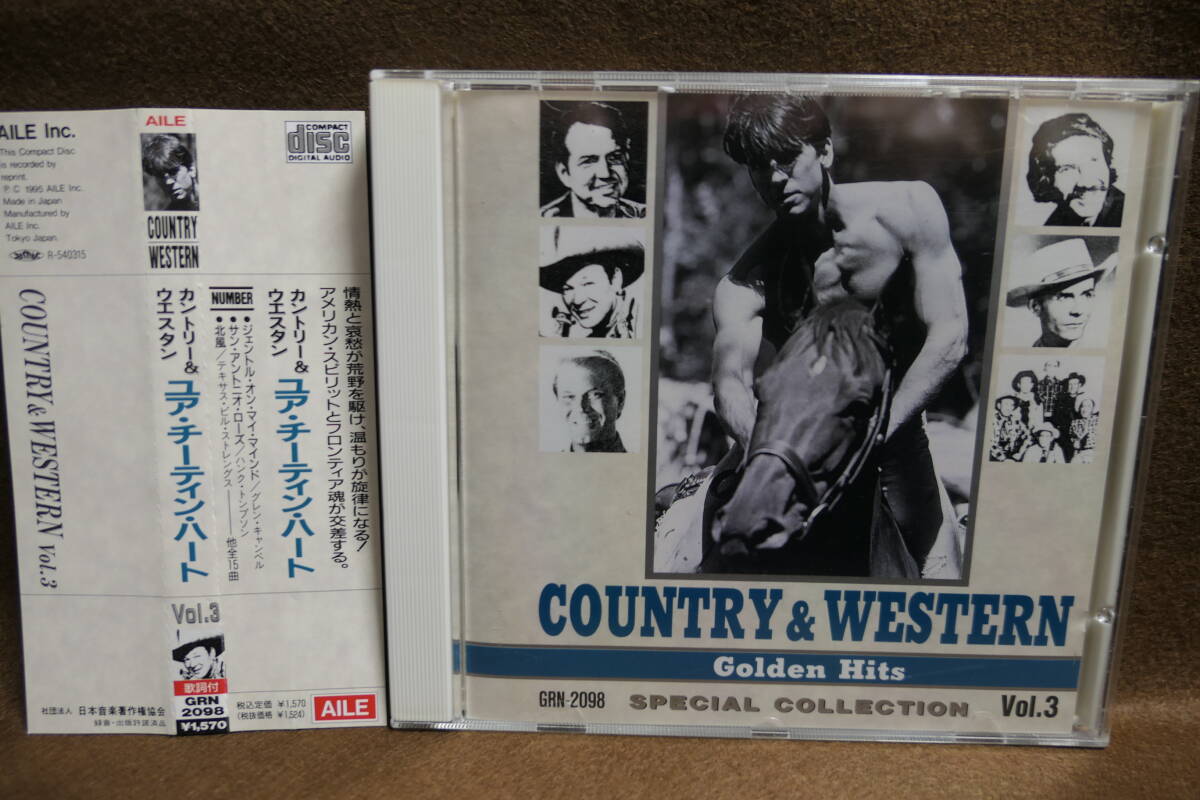 AILE Inc.
This Compact Disc
is recorded by
reprint.
℗,© 1995 AILE Inc.
Made in Japan
Manufactured by
AILE Inc.
Tokyo Japan.
R-540315
COUNTRY & WESTERN Vol.3
社団法人 日本音楽著作権協会
録音・出版許諾済品
AILE
COUNTRY
WESTERN
カントリー&
ウエスタン
ユア・チーティン・ハート
Vol.3
歌詞付
GRN
2098
¥1,570
COMPACT
disc
DIGITAL AUDIO
情熱と哀愁が荒野を駆け、温もりが旋律になる!
アメリカン・スピリットとフロンティア魂が交差する。
カントリー&
ウエスタン
ユア・チーティン・ハート
NUMBER
●ジェントル・オン・マイ・マインド/グレン・キャンベル
●サン・アントニオ・ローズ/ハンク・トンプソン
●北風/テキサス・ビル・ストレングス——他全15曲
税込定価 ¥1,570
(税抜価格 ¥1,524)
AILE
COUNTRY & WESTERN
Golden Hits
GRN-2098 SPECIAL COLLECTION Vol.3